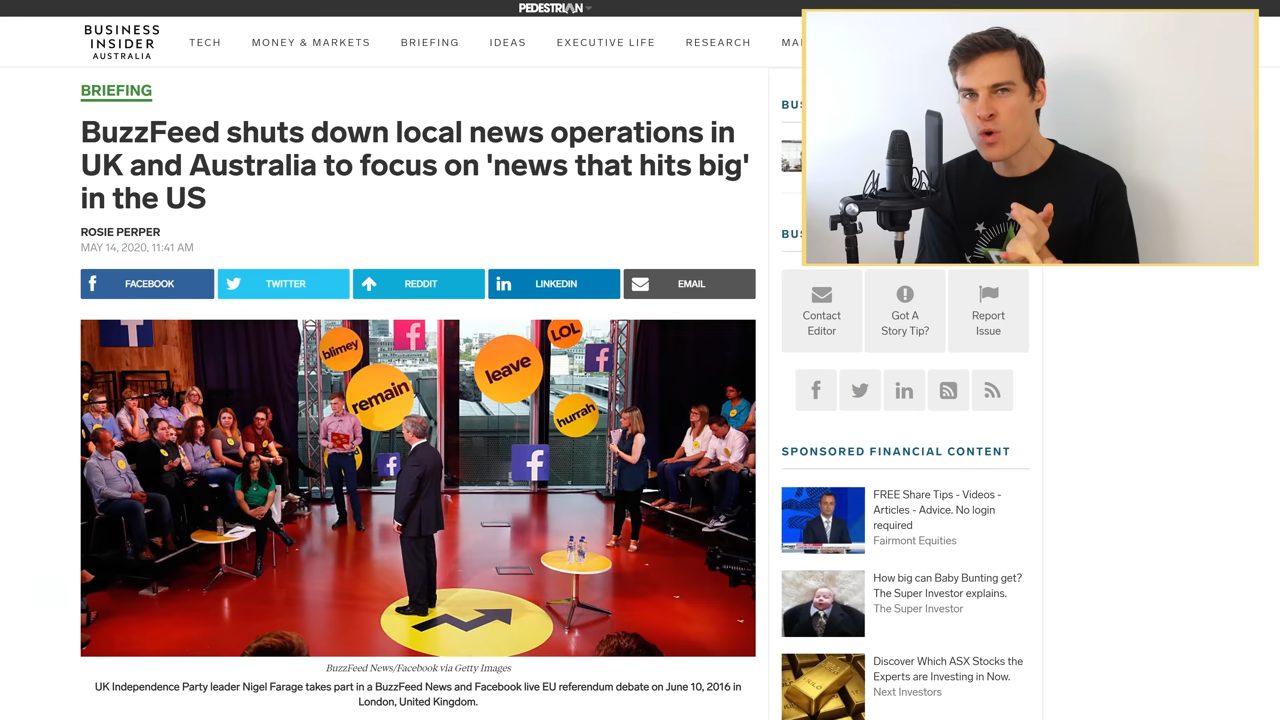 PEDESTRIAN
BUSINESS
INSIDER
AUSTRALIA
TECH
MONEY & MARKETS
BRIEFING
IDEAS
EXECUTIVE LIFE
RESEARCH
BRIEFING
BuzzFeed shuts down local news operations in
UK and Australia to focus on 'news that hits big'
in the US
ROSIE PERPER
MAY 14, 2020, 11:41 AM
FACEBOOK
TWITTER
REDDIT
LINKEDIN
EMAIL
blimey
remain
leave
LOL
hurrah
BuzzFeed News/Facebook via Getty Images
UK Independence Party leader Nigel Farage takes part in a BuzzFeed News and Facebook live EU referendum debate on June 10, 2016 in
London, United Kingdom.
Contact
Editor
Got A
Story Tip?
Report
Issue
SPONSORED FINANCIAL CONTENT
FREE Share Tips - Videos -
Articles - Advice. No login
required
Fairmont Equities
How big can Baby Bunting get?
The Super Investor explains.
The Super Investor
Discover Which ASX Stocks the
Experts are Investing in Now.
Next Investors